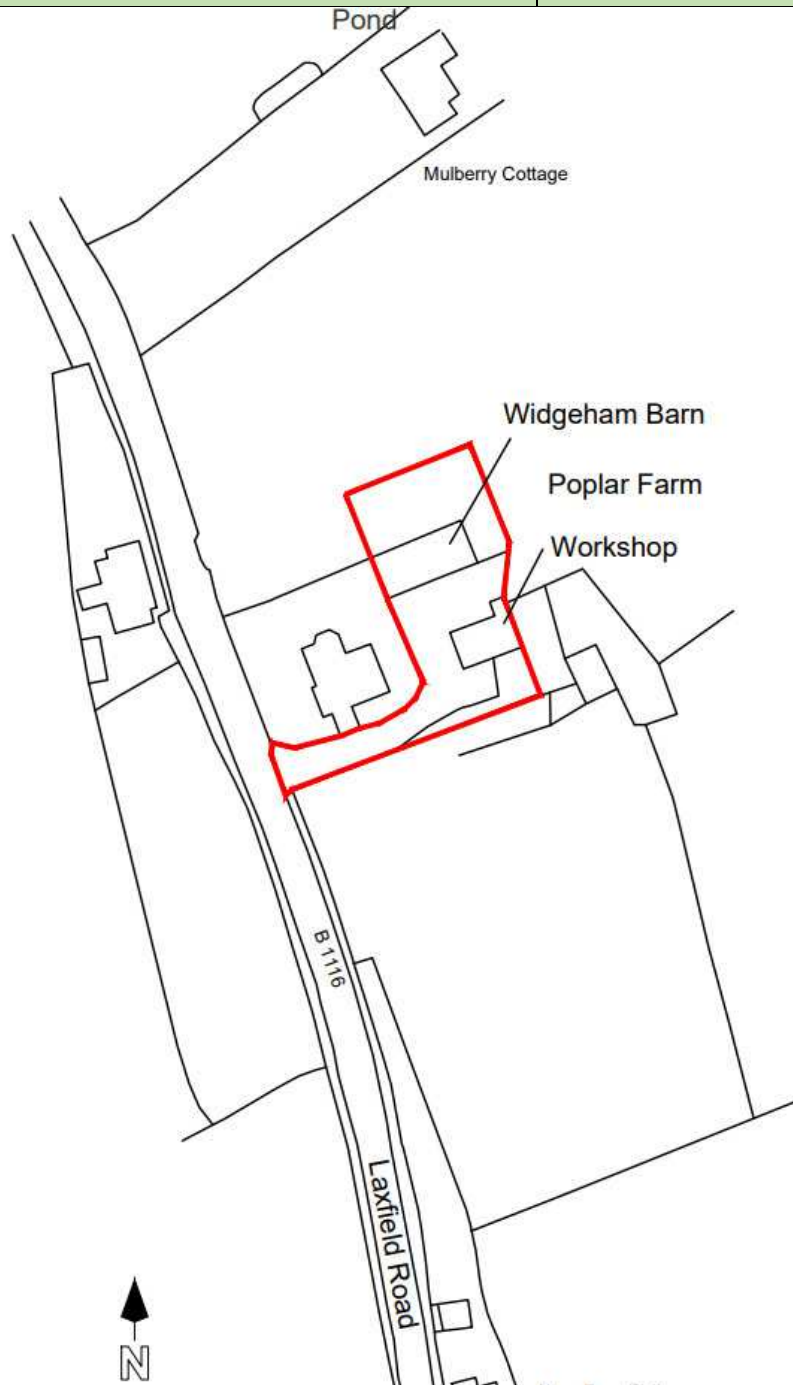 Pond
Mulberry Cottage
Widgeham Barn
Poplar Farm
Workshop
B 1116
Laxfield Road
N